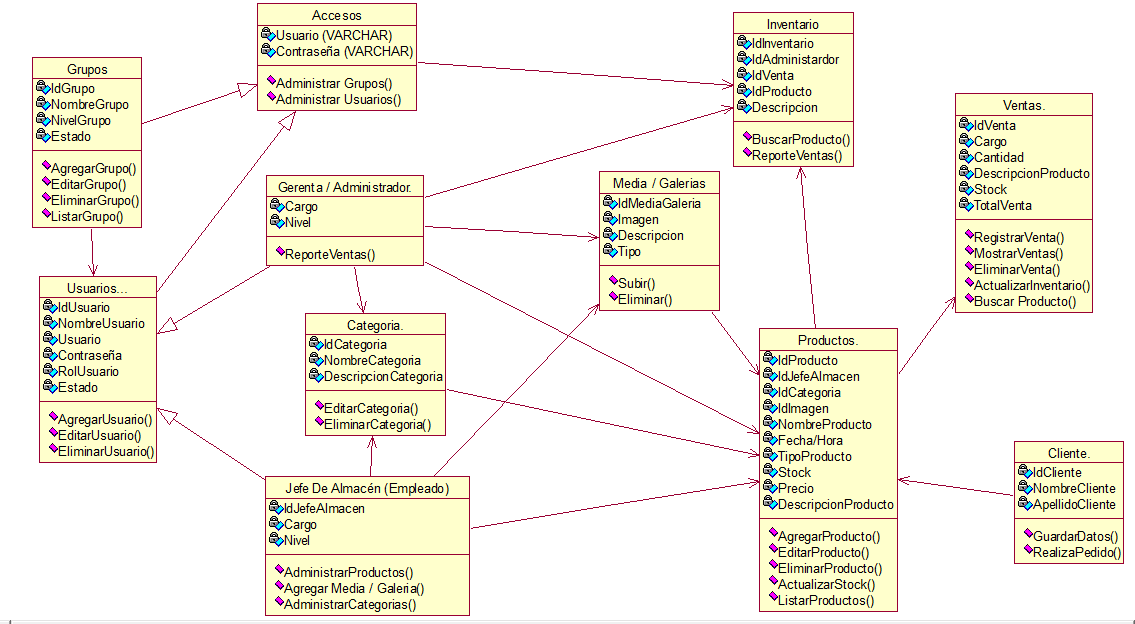 Accesos
Usuario (VARCHAR)
Contraseña (VARCHAR)
Administrar Grupos()
Administrar Usuarios()
Grupos
IdGrupo
NombreGrupo
NivelGrupo
Estado
AgregarGrupo()
EditarGrupo()
EliminarGrupo()
ListarGrupo()
Inventario
IdInventario
IdAdministardor
IdVenta
IdProducto
Descripcion
BuscarProducto()
ReporteVentas()
Ventas.
IdVenta
Cargo
Cantidad
DescripcionProducto
Stock
TotalVenta
RegistrarVenta()
MostrarVentas()
EliminarVenta()
ActualizarInventario()
Buscar Producto()
Gerenta / Administrador.
Cargo
Nivel
ReporteVentas()
Media / Galerias
IdMediaGaleria
Imagen
Descripcion
Tipo
Subir()
Eliminar()
Usuarios...
IdUsuario
NombreUsuario
Usuario
Contraseña
RolUsuario
Estado
AgregarUsuario()
EditarUsuario()
EliminarUsuario()
Categoria.
IdCategoria
NombreCategoria
DescripcionCategoria
EditarCategoria()
EliminarCategoria()
Productos.
IdProducto
IdJefeAlmacen
IdCategoria
IdImagen
NombreProducto
Fecha/Hora
TipoProducto
Stock
Precio
DescripcionProducto
AgregarProducto()
EditarProducto()
EliminarProducto()
ActualizarStock()
ListarProductos()
Cliente.
IdCliente
NombreCliente
ApellidoCliente
GuardarDatos()
RealizaPedido()
Jefe De Almacén (Empleado)
IdJefeAlmacen
Cargo
Nivel
AdministrarProductos()
Agregar Media / Galeria()
AdministrarCategorias()